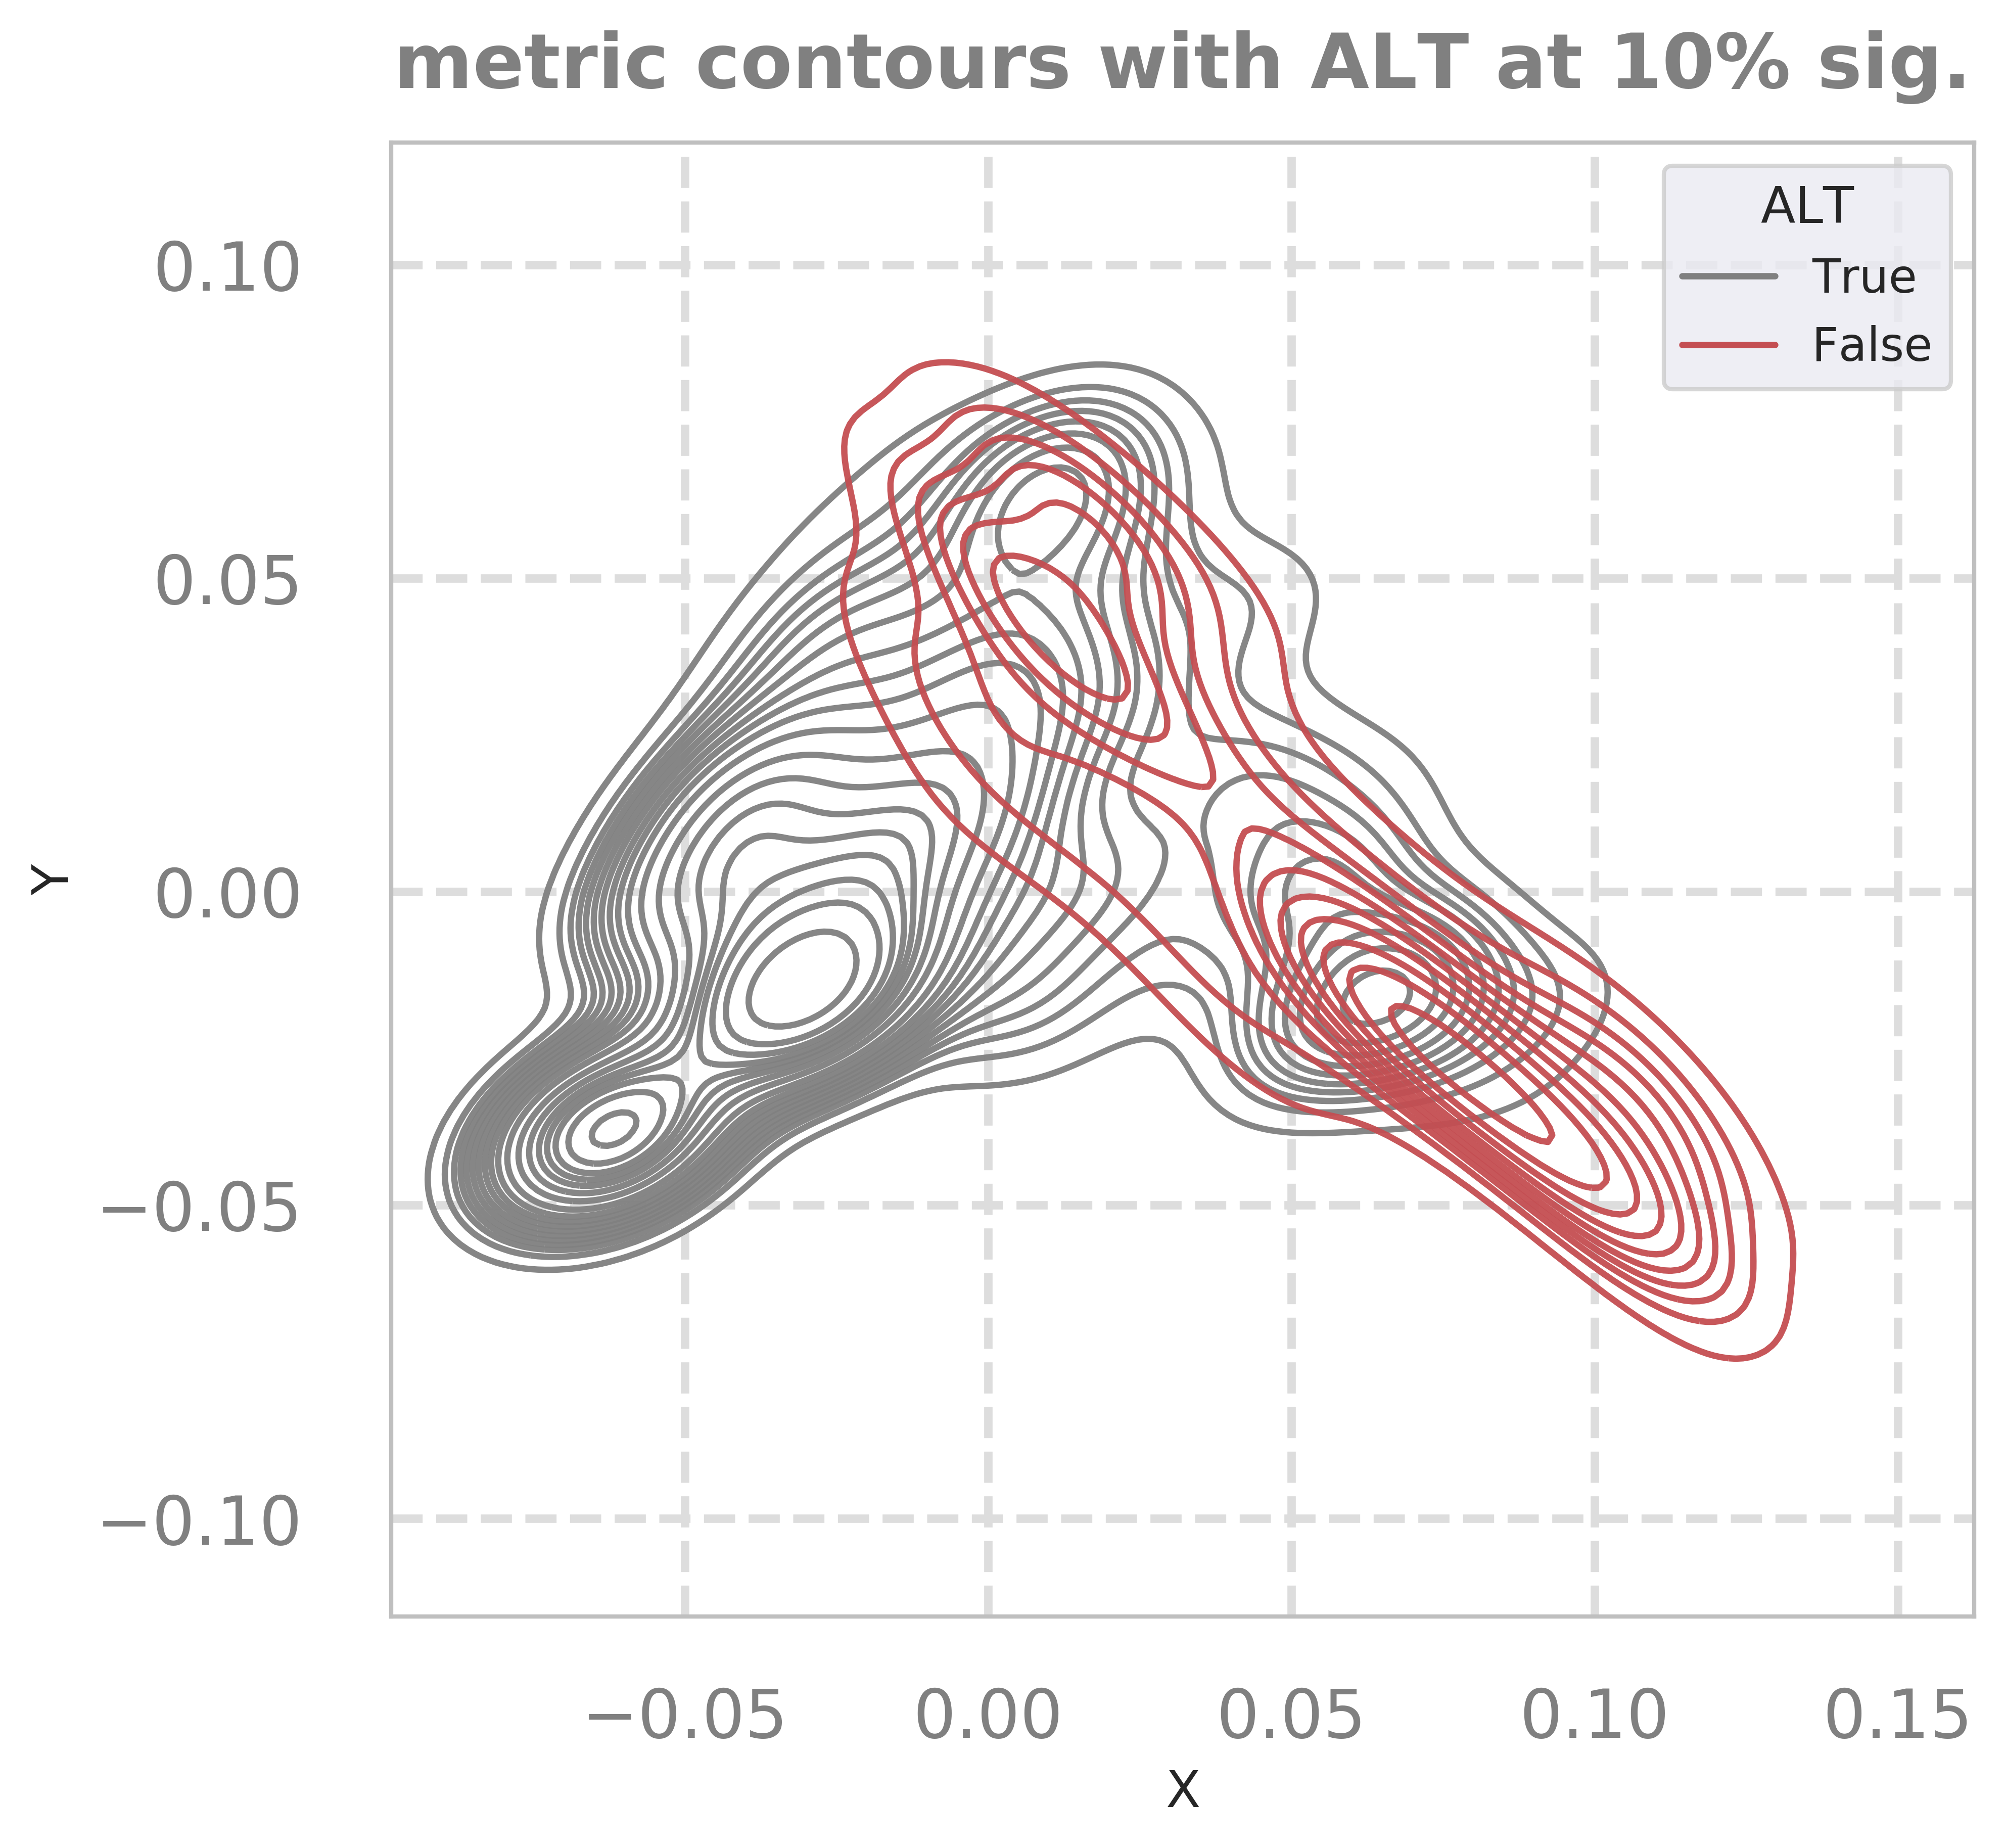 metric contours with ALT at 10% sig.
ALT
True
False
0.10
0.05
0.00
−0.05
−0.10
Y
−0.05 0.00 0.05 0.10 0.15
X